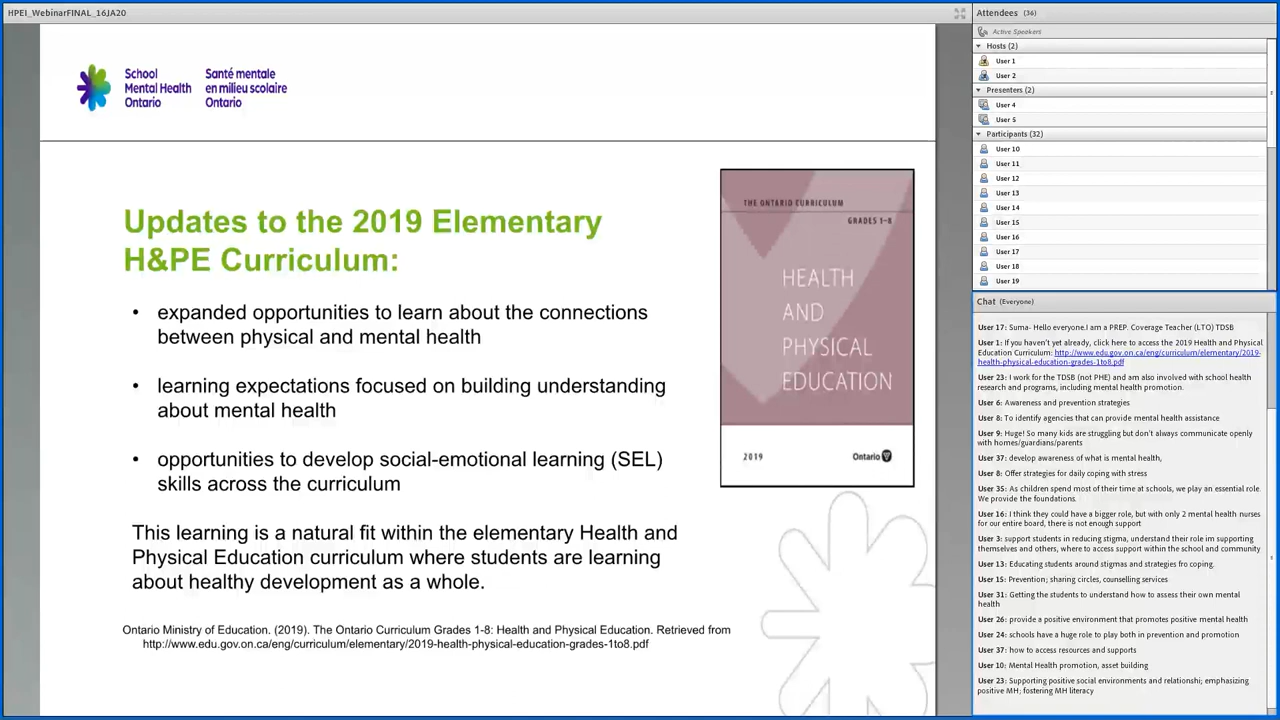 HPEI_WebinarFINAL_16JA20
School
Mental Health
Ontario
Santé mentale
en milieu scolaire
Ontario
Updates to the 2019 Elementary
H&PE Curriculum:
• expanded opportunities to learn about the connections
between physical and mental health
• learning expectations focused on building understanding
about mental health
• opportunities to develop social-emotional learning (SEL)
skills across the curriculum
This learning is a natural fit within the elementary Health and
Physical Education curriculum where students are learning
about healthy development as a whole.
Ontario Ministry of Education. (2019). The Ontario Curriculum Grades 1-8: Health and Physical Education. Retrieved from
http://www.edu.gov.on.ca/eng/curriculum/elementary/2019-health-physical-education-grades-1to8.pdf
THE ONTARIO CURRICULUM
GRADES 1–8
HEALTH
AND
PHYSICAL
EDUCATION
2019
Ontario
Attendees (36)
Active Speakers
Hosts (2)
User 1
User 2
Presenters (2)
User 4
User 5
Participants (32)
User 10
User 11
User 12
User 13
User 14
User 15
User 16
User 17
User 18
User 19
Chat (Everyone)
User 17: Suma- Hello everyone.I am a PREP. Coverage Teacher (LTO) TDSB
User 1: If you haven't yet already, click here to access the 2019 Health and Physical
Education Curriculum: http://www.edu.gov.on.ca/eng/curriculum/elementary/2019-
health-physical-education-grades-1to8.pdf
User 23: I work for the TDSB (not PHE) and am also involved with school health
research and programs, including mental health promotion.
User 6: Awareness and prevention strategies
User 8: To identify agencies that can provide mental health assistance
User 9: Huge! So many kids are struggling but don't always communicate openly
with homes/guardians/parents
User 37: develop awareness of what is mental health,
User 8: Offer strategies for daily coping with stress
User 35: As children spend most of their time at schools, we play an essential role.
We provide the foundations.
User 16: I think they could have a bigger role, but with only 2 mental health nurses
for our entire board, there is not enough support
User 3: support students in reducing stigma, understand their role im supporting
themselves and others, where to access support within the school and community
User 13: Educating students around stigmas and strategies fro coping.
User 15: Prevention; sharing circles, counselling services
User 31: Getting the students to understand how to assess their own mental
health
User 26: provide a positive environment that promotes positive mental health
User 24: schools have a huge role to play both in prevention and promotion
User 37: how to access resources and supports
User 10: Mental Health promotion, asset building
User 23: Supporting positive social environments and relationshi; emphasizing
positive MH; fostering MH literacy